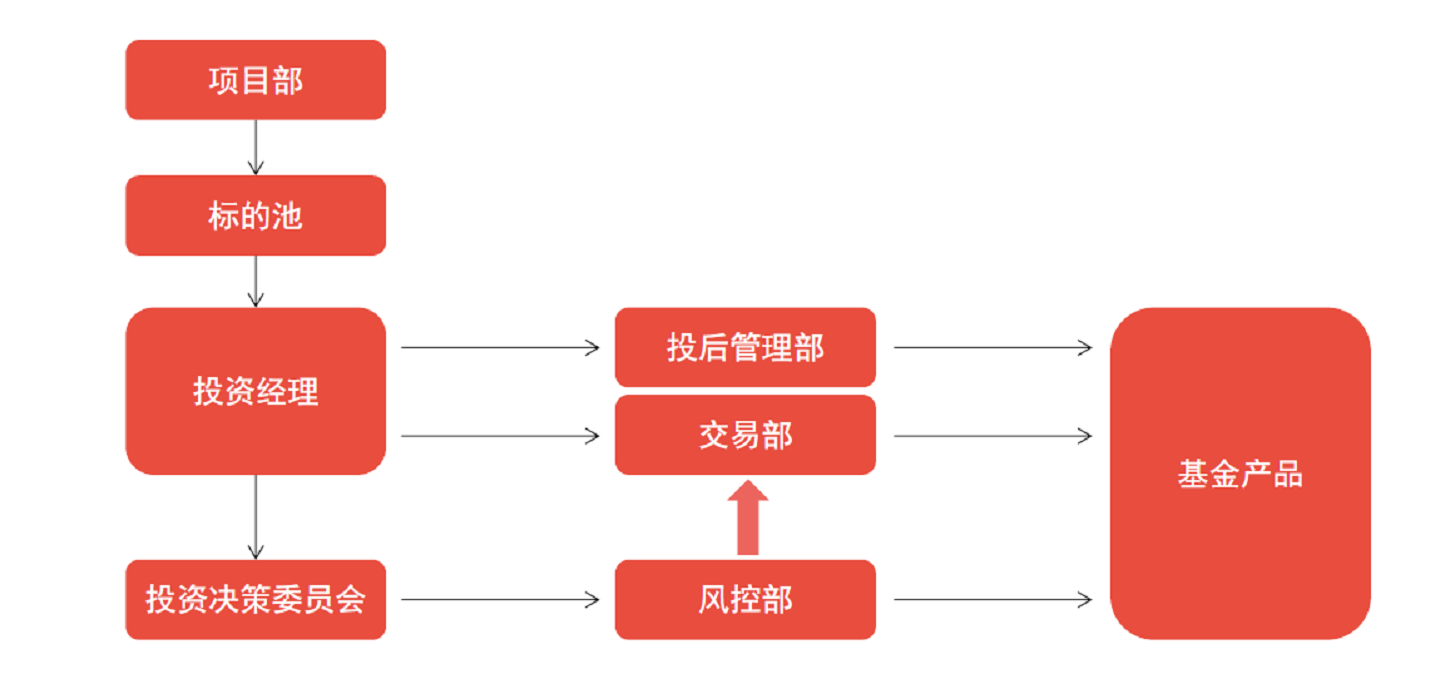 项目部
标的池
投资经理
投后管理部
交易部
基金产品
投资决策委员会
风控部